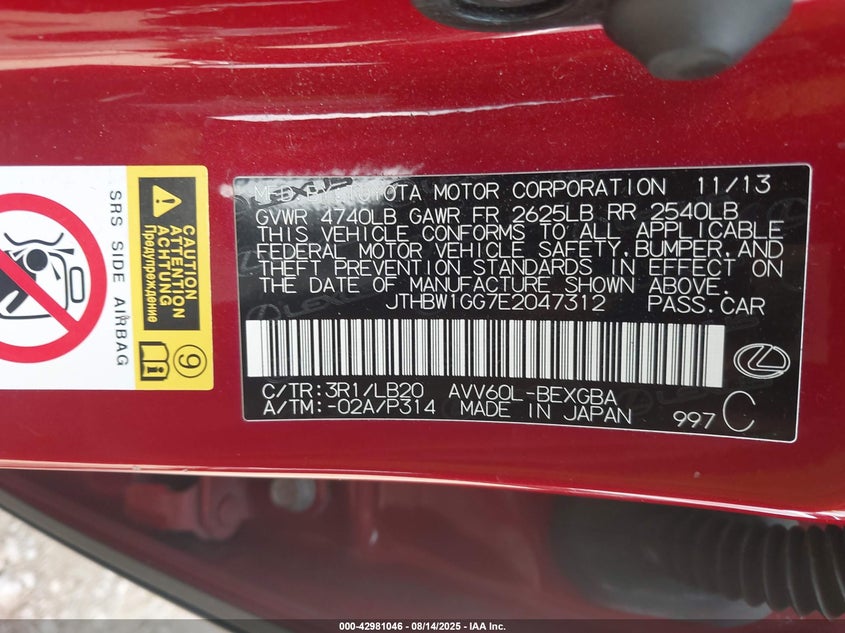 SRS SIDE AIRBAG
CAUTION
ATTENTION
ACHTUNG
Предупреждение
9
MFD BY TOYOTA MOTOR CORPORATION 11/13
GVWR 4740LB GAWR FR 2625LB RR 2540LB
THIS VEHICLE CONFORMS TO ALL APPLICABLE
FEDERAL MOTOR VEHICLE SAFETY, BUMPER, AND
THEFT PREVENTION STANDARDS IN EFFECT ON
THE DATE OF MANUFACTURE SHOWN ABOVE.
JTHBW1GG7E2047312 PASS.CAR
C/TR: 3R1/LB20 AVV60L-BEXGBA
A/TM: -02A/P314 MADE IN JAPAN 997 C
000-42981046 - 08/14/2025 - IAA Inc.